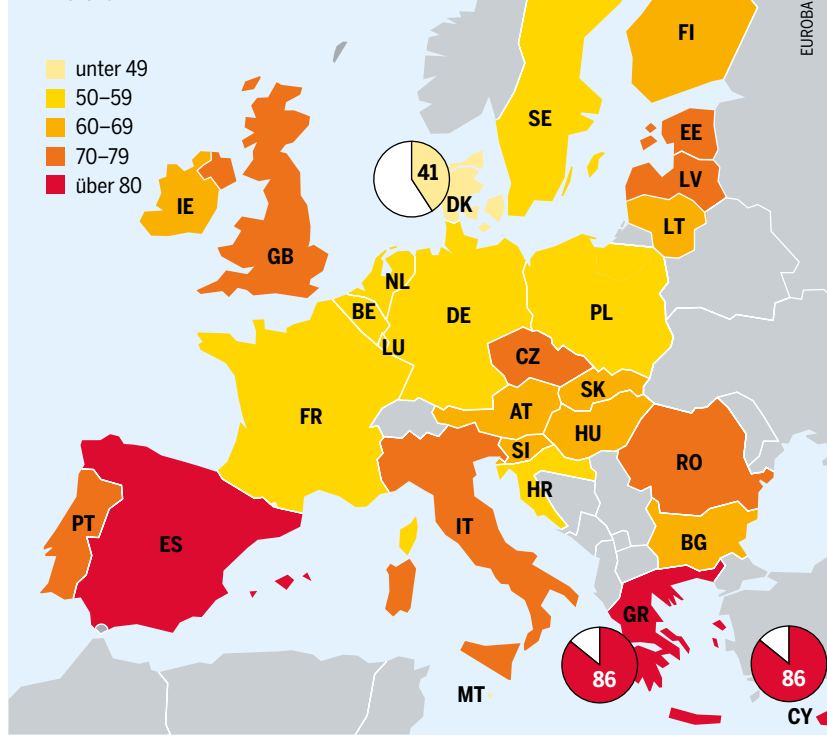 EUROBA
unter 49
50–59
60–69
70–79
über 80
FI
SE
EE
LV
LT
IE
GB
41
DK
NL
BE
LU
DE
PL
CZ
SK
AT
HU
SI
HR
FR
RO
BG
IT
PT
ES
GR
86
86
MT
CY